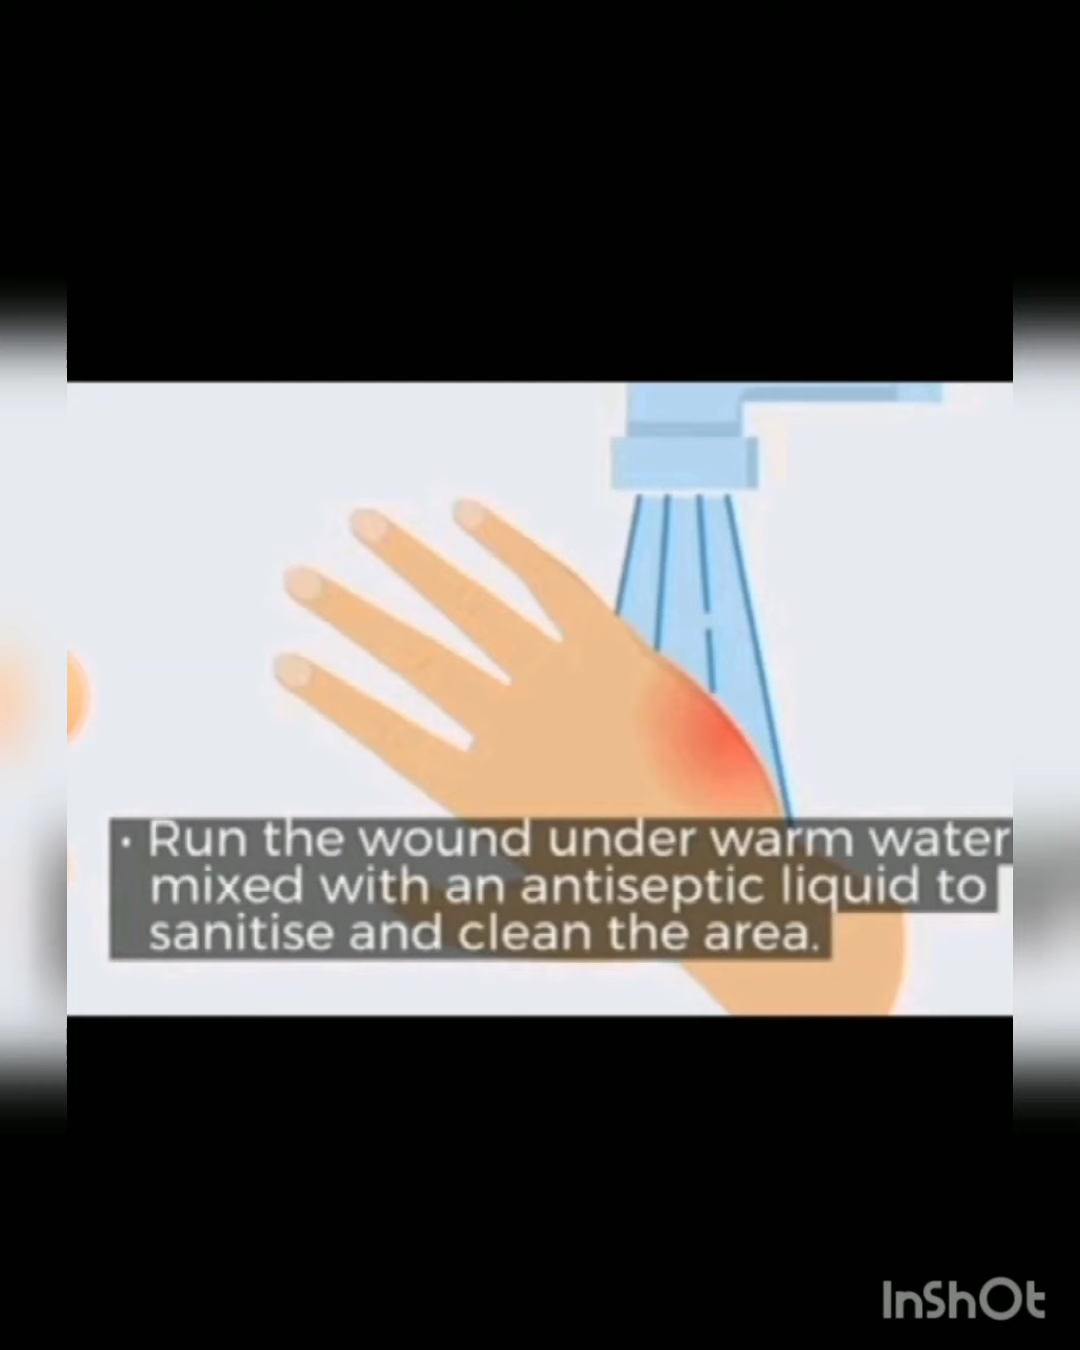 · Run the wound under warm water
mixed with an antiseptic liquid to
sanitise and clean the area.
InShOt